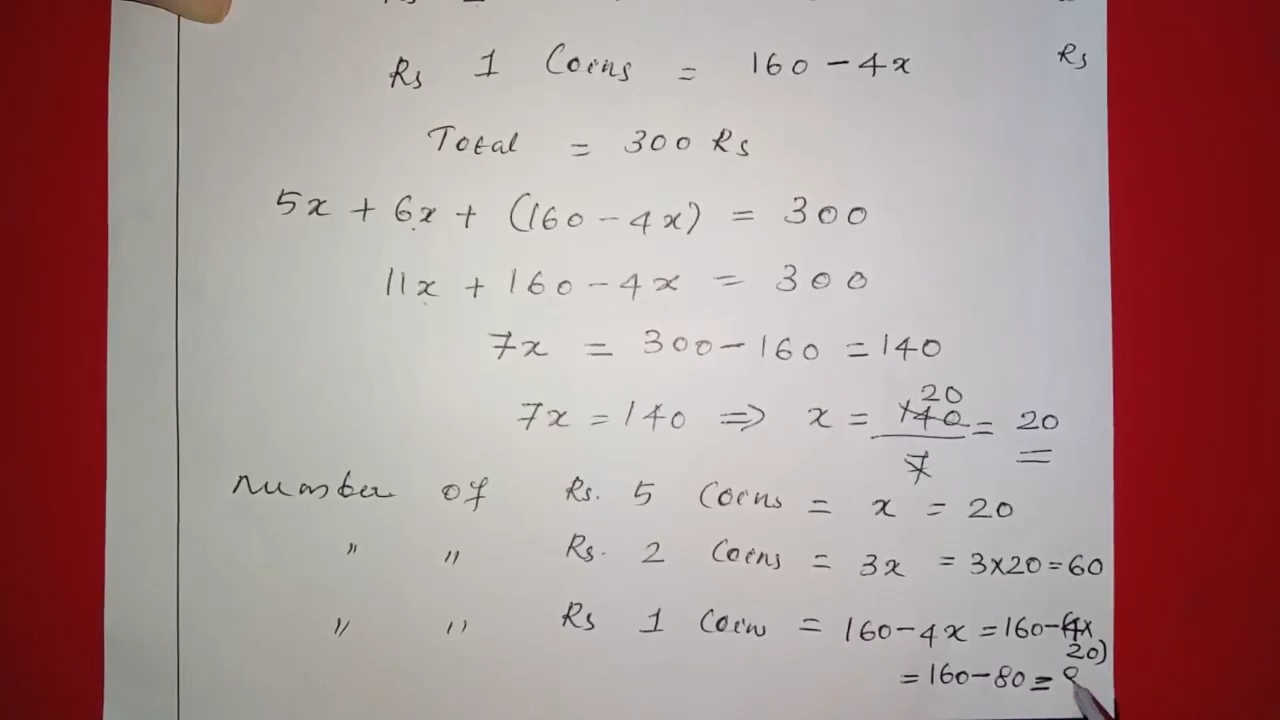 Rs 1 Coins = 160 - 4x Rs
Total = 300 Rs
5x + 6x + (160 - 4x) = 300
11x + 160 - 4x = 300
7x = 300 - 160 = 140
7x = 140 ⇒ x = 140/7 20 = 20
Number of Rs. 5 Coins = x = 20
" " Rs. 2 Coins = 3x = 3x20 = 60
" " Rs 1 Coin = 160 - 4x = 160 - (4x
20)
= 160 - 80 =